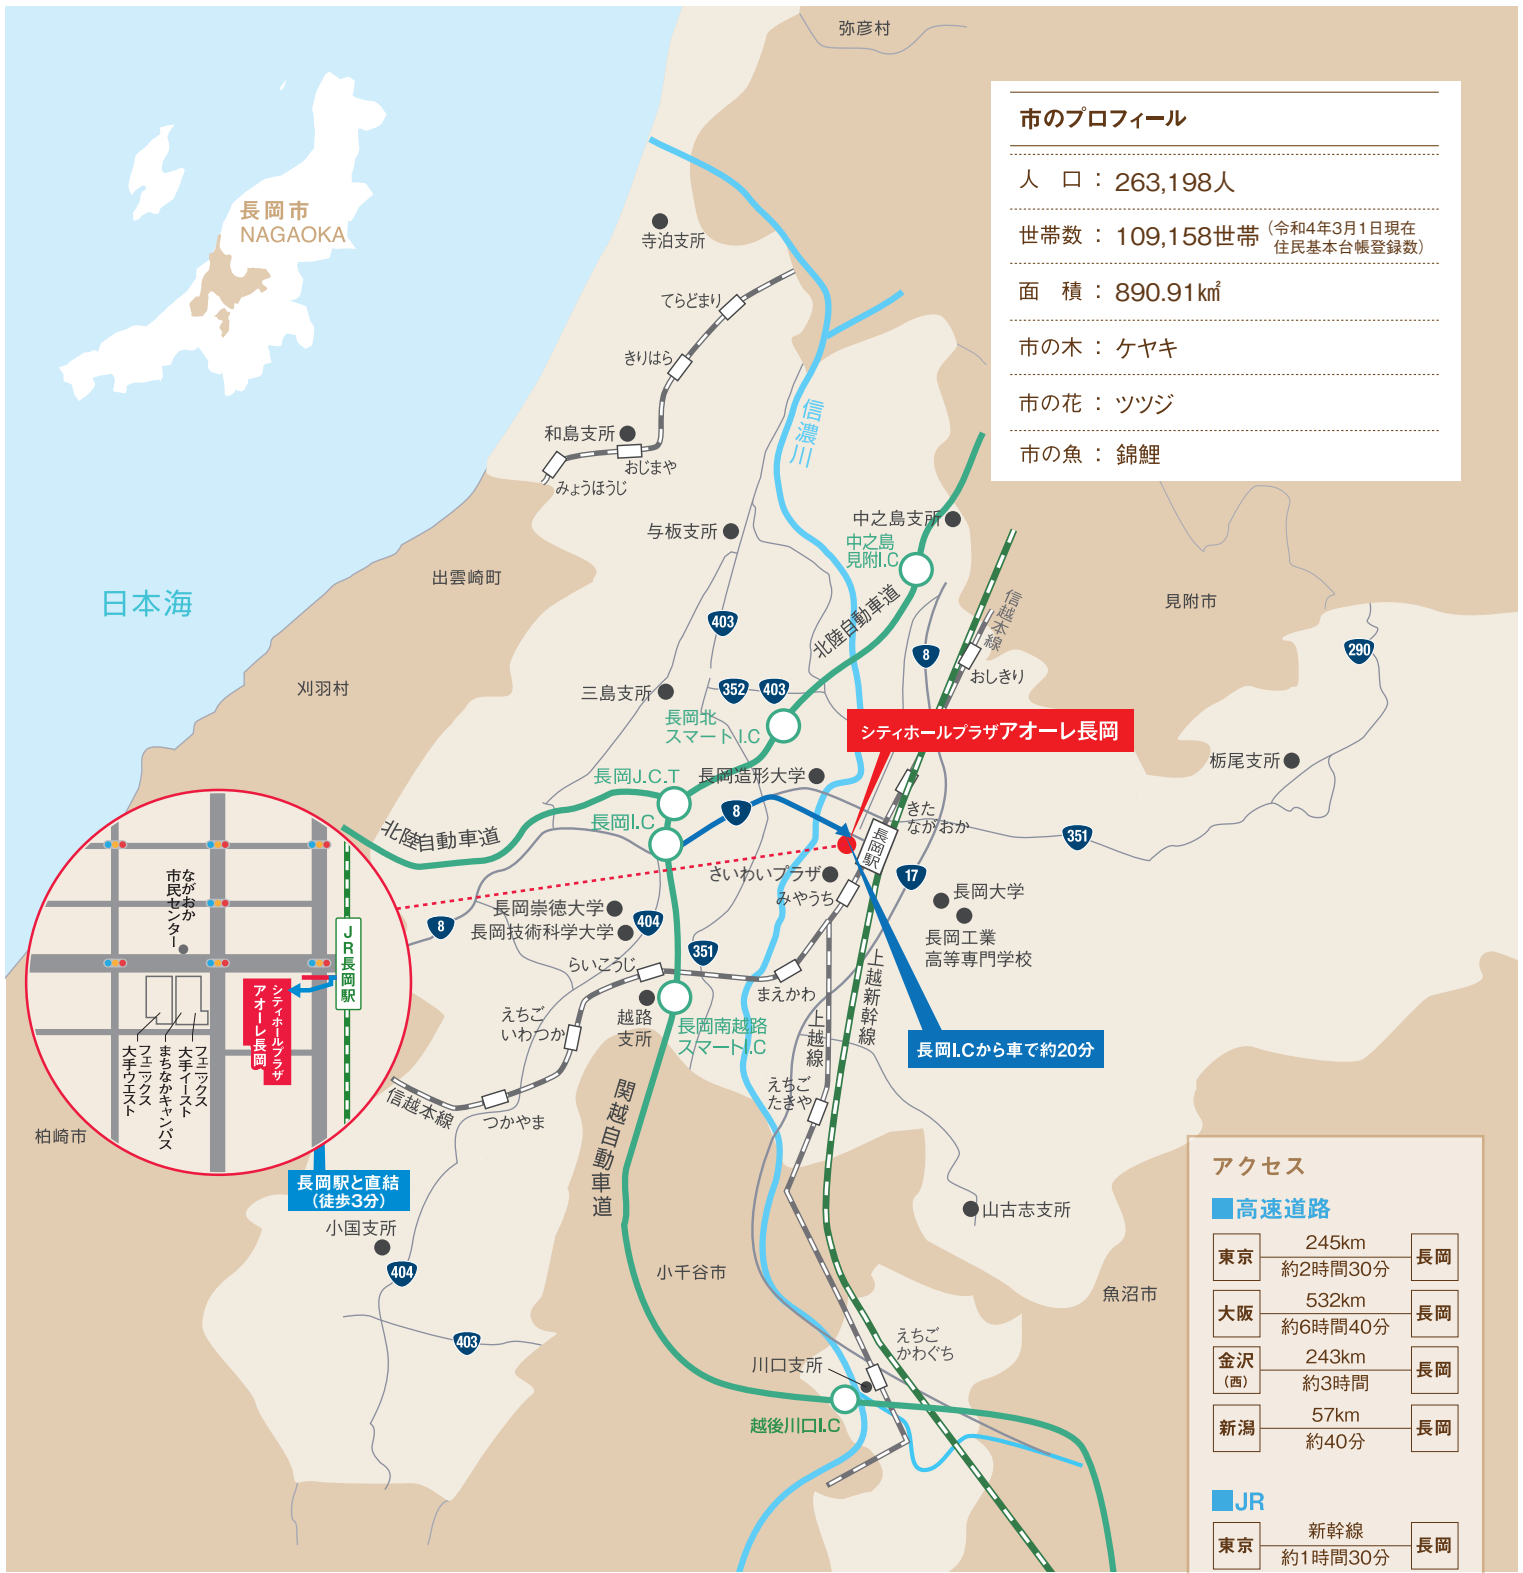 弥彦村
市のプロフィール
人　口 ： 263,198人
世帯数 ： 109,158世帯 (令和4年3月1日現在
住民基本台帳登録数)
面　積 ： 890.91㎢
市の木 ： ケヤキ
市の花 ： ツツジ
市の魚 ： 錦鯉
長岡市
NAGAOKA
日本海
寺泊支所
てらどまり
きりはら
和島支所
おじまや
みょうほうじ
信濃川
与板支所
中之島支所
中之島
見附I.C
出雲崎町
北陸自動車道
信越本線
見附市
403
8
290
刈羽村
三島支所
352
403
おしきり
長岡北
スマートI.C
シティホールプラザアオーレ長岡
栃尾支所
長岡J.C.T
長岡造形大学
北陸自動車道
長岡I.C
8
きた
ながおか
351
長岡駅
さいわいプラザ
みやうち
17
長岡大学
長岡工業
高等専門学校
長岡崇徳大学
長岡技術科学大学
404
8
351
らいこうじ
まえかわ
上越新幹線
上越線
えちご
いわつか
越路
支所
長岡南越路
スマートI.C
長岡I.Cから車で約20分
信越本線
つかやま
えちご
たきや
関越自動車道
ながおか
市民センター
JR長岡駅
シティホールプラザ
アオーレ長岡
フェニックス
大手イースト
まちなかキャンパス
フェニックス
大手ウエスト
柏崎市
長岡駅と直結
(徒歩3分)
小国支所
404
403
小千谷市
山古志支所
魚沼市
えちご
かわぐち
川口支所
越後川口I.C
アクセス
■高速道路
東京 245km 長岡
約2時間30分
大阪 532km 長岡
約6時間40分
金沢(西) 243km 長岡
約3時間
新潟 57km 長岡
約40分
■JR
東京 新幹線 長岡
約1時間30分